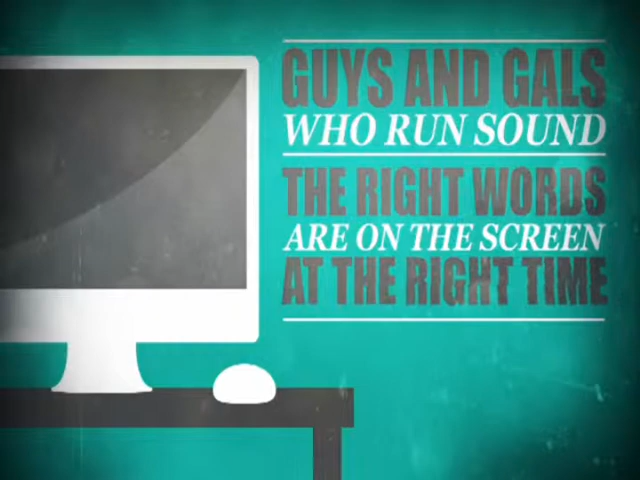 GUYS AND GALS
WHO RUN SOUND
THE RIGHT WORDS
ARE ON THE SCREEN
AT THE RIGHT TIME